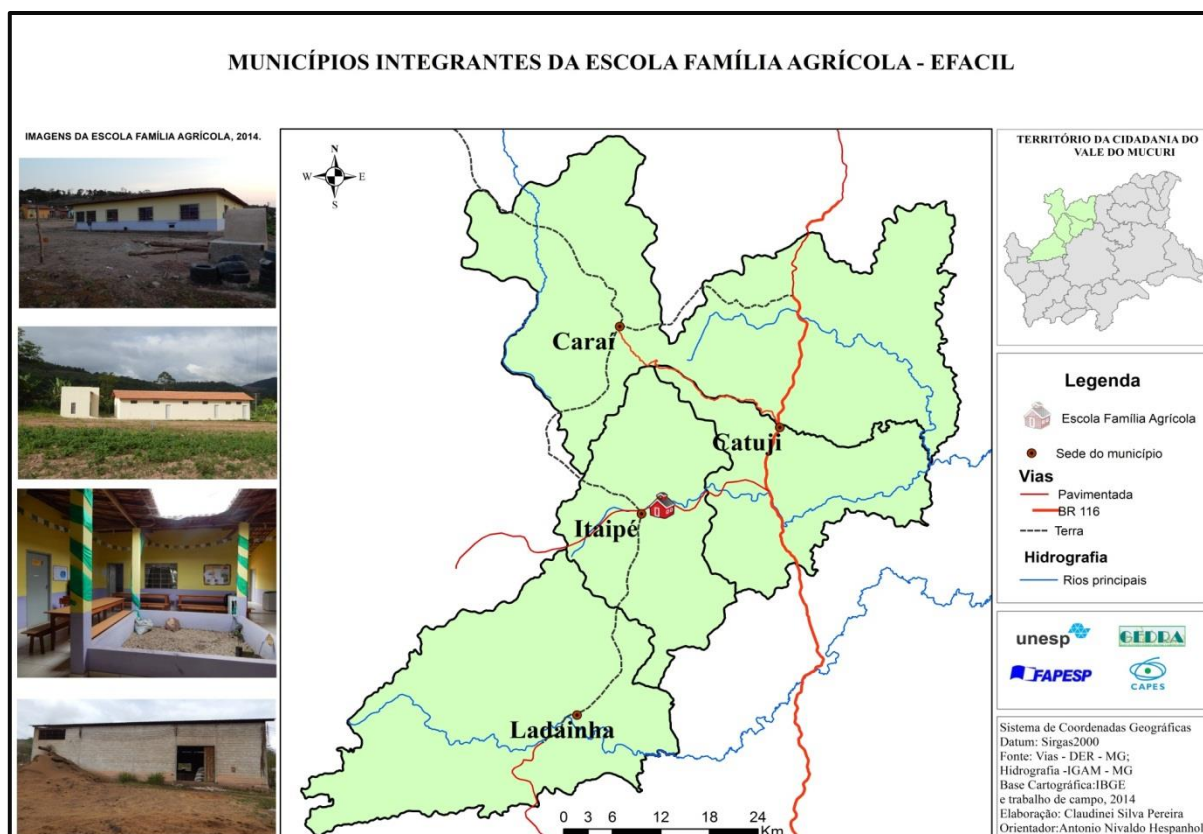 MUNICÍPIOS INTEGRANTES DA ESCOLA FAMÍLIA AGRÍCOLA - EFACIL
IMAGENS DA ESCOLA FAMÍLIA AGRÍCOLA, 2014.
N
W E
S
Caraí
Catuji
Itaipé
Ladainha
0 3 6 12 18 24
Km
TERRITÓRIO DA CIDADANIA DO
VALE DO MUCURI
Legenda
Escola Família Agrícola
Sede do município
Vias
Pavimentada
BR 116
Terra
Hidrografia
Rios principais
unesp
GEDRA
FAPESP
CAPES
Sistema de Coordenadas Geográficas
Datum: Sirgas2000
Fonte: Vias - DER - MG;
Hidrografia -IGAM - MG
Base Cartográfica:IBGE
e trabalho de campo, 2014
Elaboração: Claudinei Silva Pereira
Orientador:Antonio Nivaldo Hespanhol